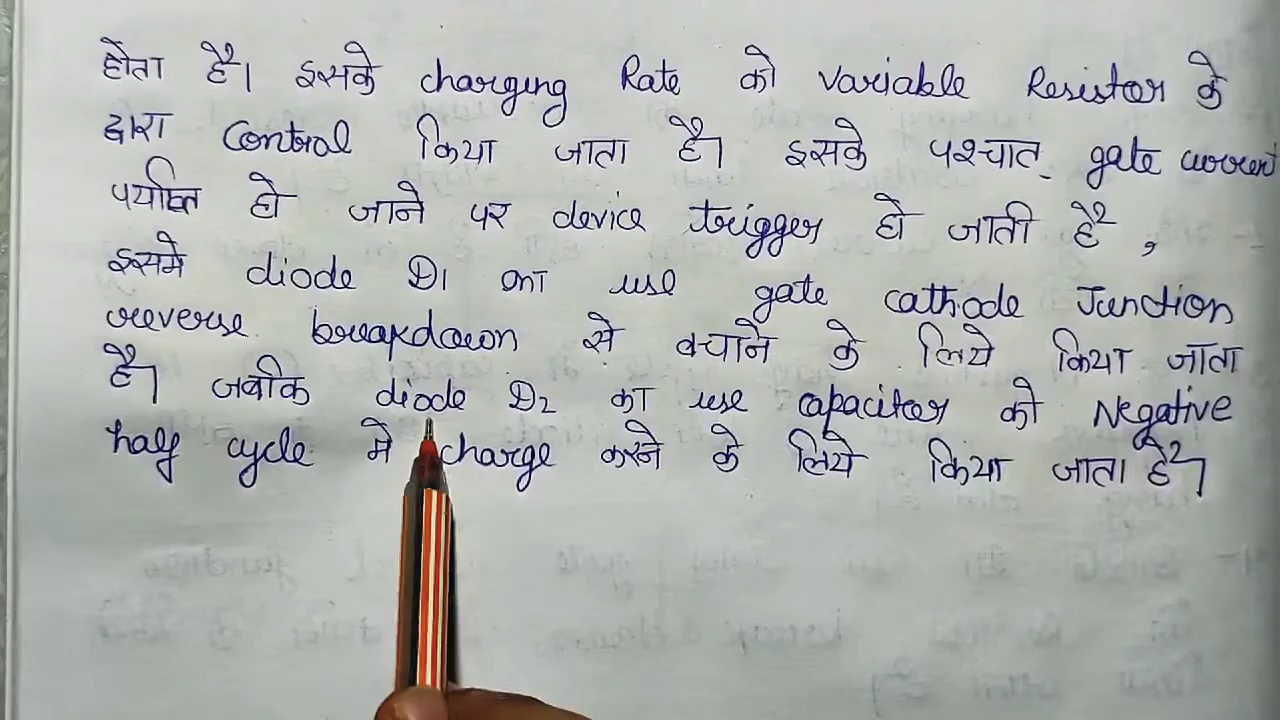 होता है। इसके charging Rate को variable Resistor के
द्वारा Control किया जाता है। इसके पश्चात gate current
पर्याप्त हो जाने पर device trigger हो जाती है,
इसमे diode D1 का use gate cathode Junction
reverse breakdown से बचाने के लिये किया जाता
है। जबकि diode D2 का use capacitor को Negative
half cycle मे charge करने के लिये किया जाता है।